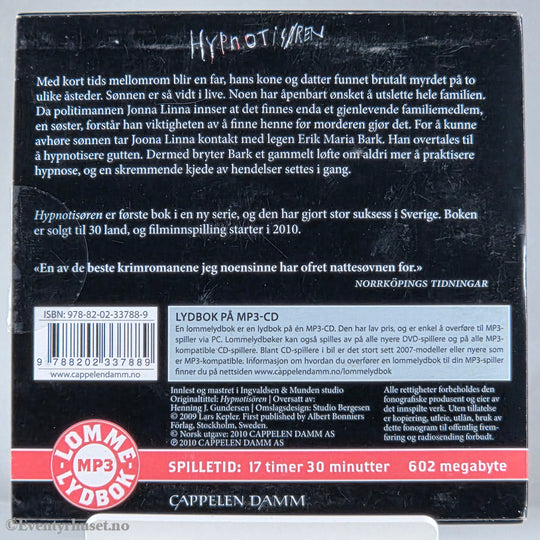 HYPNOTISØREN
Med kort tids mellomrom blir en far, hans kone og datter funnet brutalt myrdet på to
ulike åsteder. Sønnen er så vidt i live. Noen har åpenbart ønsket å utslette hele familien.
Da politimannen Jonna Linna innser at det finnes enda et gjenlevende familiemedlem,
en søster, forstår han viktigheten av å finne henne før morderen gjør det. For å kunne
avhøre sønnen tar Joona Linna kontakt med legen Erik Maria Bark. Han overtales til
å hypnotisere gutten. Dermed bryter Bark et gammelt løfte om aldri mer å praktisere
hypnose, og en skremmende kjede av hendelser settes i gang.
Hypnotisøren er første bok i en ny serie, og den har gjort stor suksess i Sverige. Boken
er solgt til 30 land, og filminnspilling starter i 2010.
«En av de beste krimromanene jeg noensinne har ofret nattesøvnen for.»
NORRKÖPINGS TIDNINGAR
ISBN: 978-82-02-33788-9
9 788202 337889
www.cappelendamm.no
LYDBOK PÅ MP3-CD
En lommelydbok er en lydbok på én MP3-CD. Den har lav pris, og er enkel å overføre til MP3-
spiller via PC. Lommelydbøker kan også spilles av på alle nyere DVD-spillere og på alle MP3-
kompatible CD-spillere. Blant CD-spillere i bil er det stort sett 2007-modeller eller nyere som
er MP3-kompatible. Informasjon om hvordan du overfører en lommelydbok til din MP3-spiller
finner du på nettsiden www.cappelendamm.no/lommelydbok
Innlest og mastret i Ingvaldsen & Munden studio
Originaltittel: Hypnotisören | Oversatt av:
Henning J. Gundersen | Omslagsdesign: Studio Bergesen
© 2009 Lars Kepler. First published by Albert Bonniers
Förlag, Stockholm, Sweden.
© Norsk utgave: 2010 CAPPELEN DAMM AS
℗ 2010 CAPPELEN DAMM AS
Alle rettigheter forbeholdes den
fonografiske produsent og eier av
det innspilte verk. Uten tillatelse
er kopiering, utleie, utlån, bruk av
dette fonogram til offentlig frem-
føring og radiosending forbudt.
LOMME-
MP3
LYDBOK
SPILLETID: 17 timer 30 minutter 602 megabyte
CAPPELEN DAMM
©Eventyrhuset.no